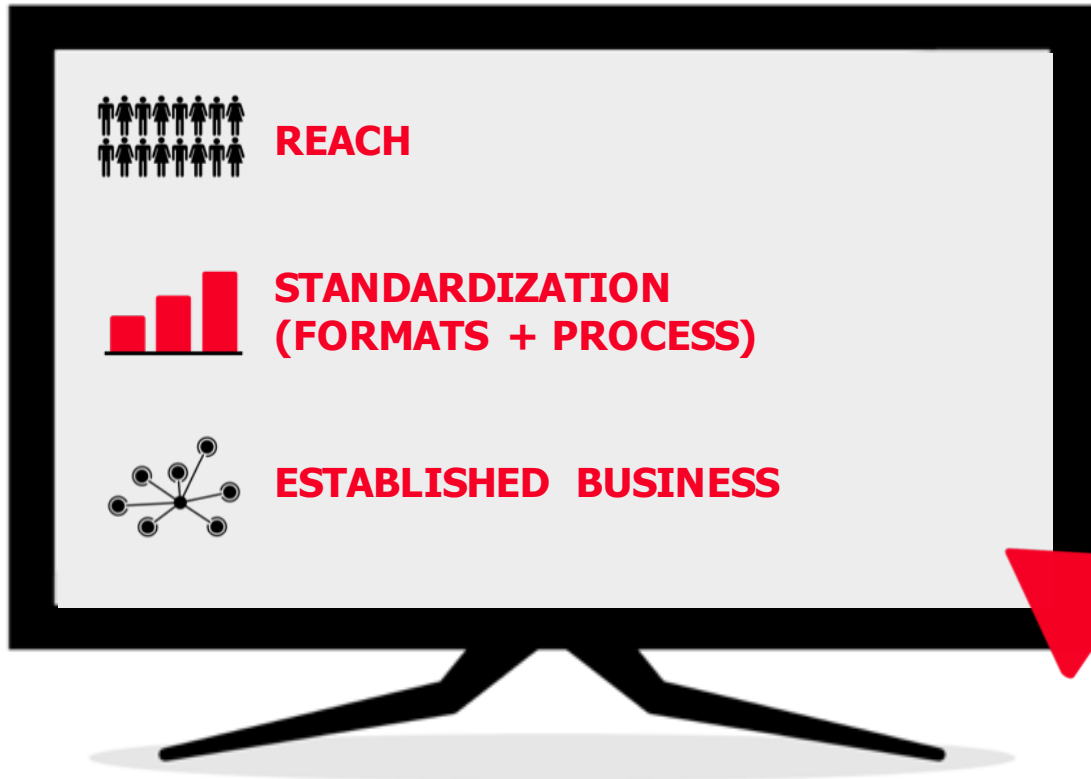 REACH
STANDARDIZATION
(FORMATS + PROCESS)
ESTABLISHED BUSINESS